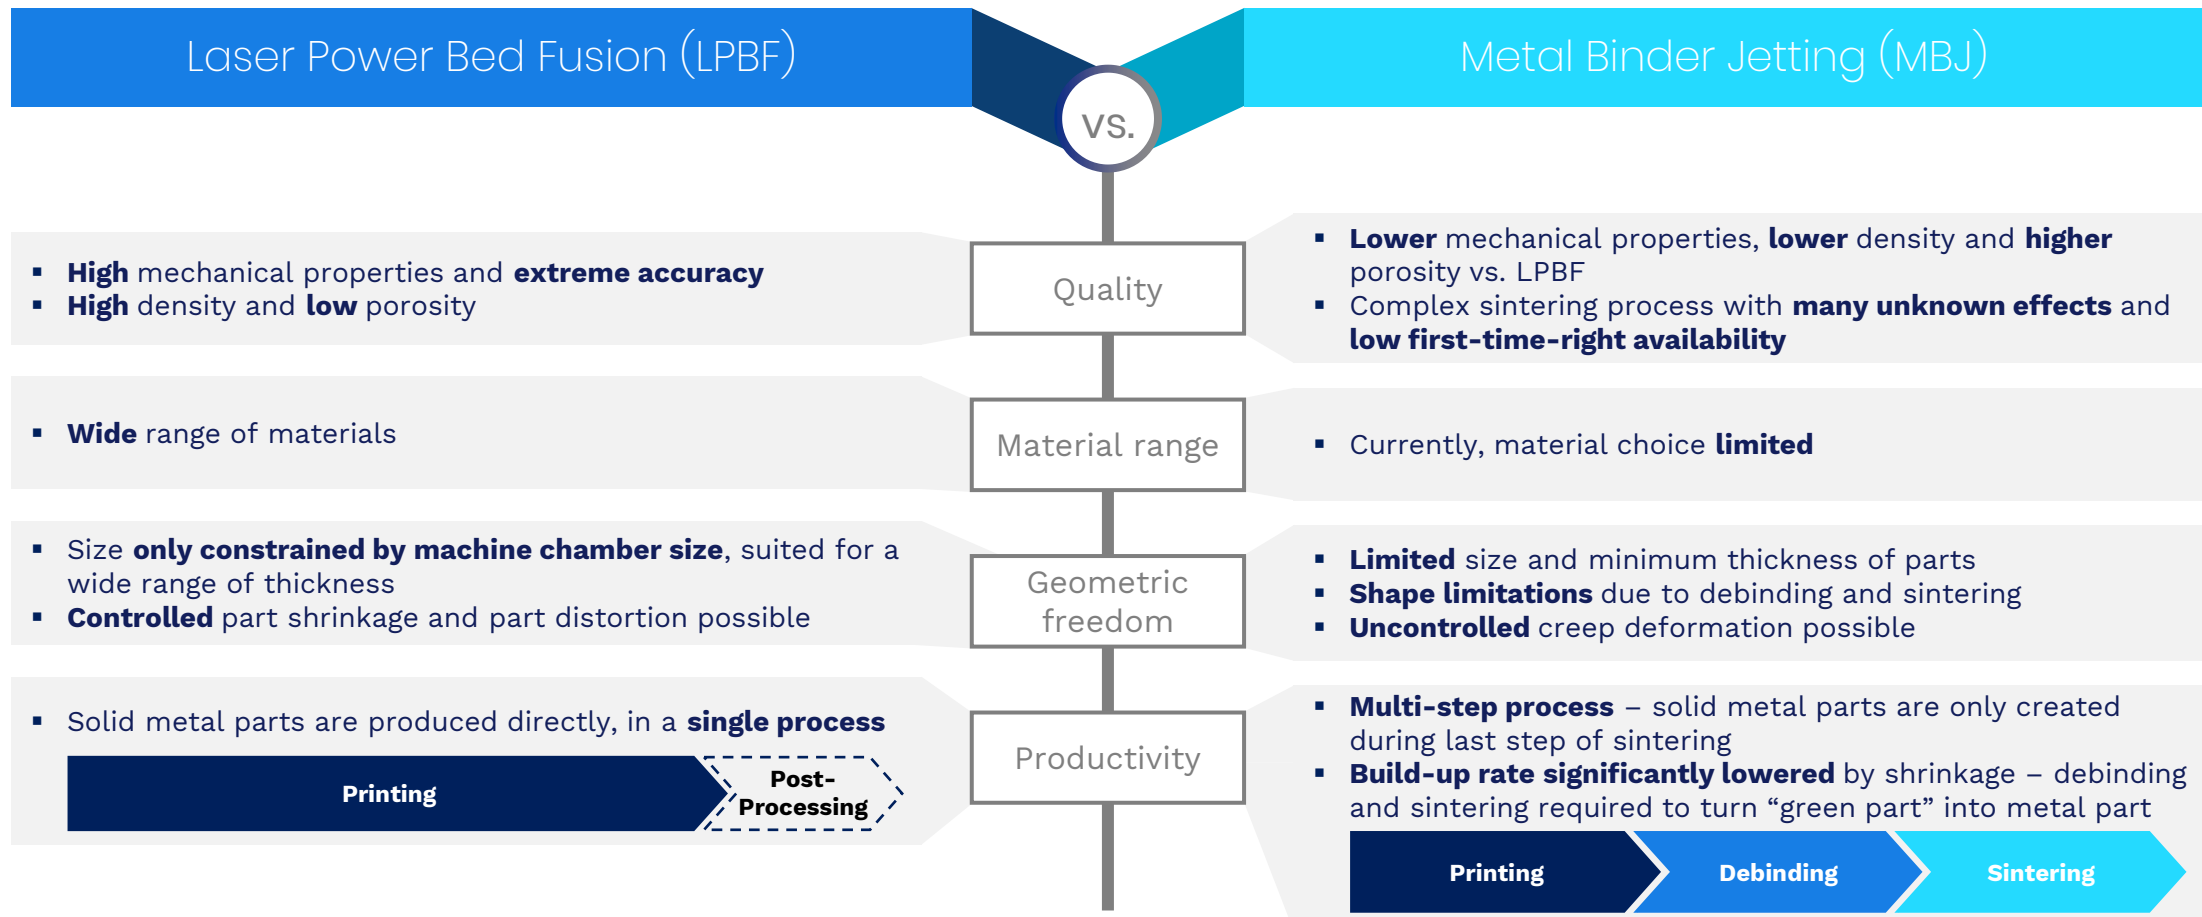 Laser Power Bed Fusion (LPBF)
vs.
Metal Binder Jetting (MBJ)
▪ High mechanical properties and extreme accuracy
▪ High density and low porosity
Quality
▪ Lower mechanical properties, lower density and higher
porosity vs. LPBF
▪ Complex sintering process with many unknown effects and
low first-time-right availability
▪ Wide range of materials
Material range
▪ Currently, material choice limited
▪ Size only constrained by machine chamber size, suited for a
wide range of thickness
▪ Controlled part shrinkage and part distortion possible
Geometric
freedom
▪ Limited size and minimum thickness of parts
▪ Shape limitations due to debinding and sintering
▪ Uncontrolled creep deformation possible
▪ Solid metal parts are produced directly, in a single process
Printing
Post-
Processing
Productivity
▪ Multi-step process – solid metal parts are only created
during last step of sintering
▪ Build-up rate significantly lowered by shrinkage – debinding
and sintering required to turn “green part” into metal part
Printing
Debinding
Sintering